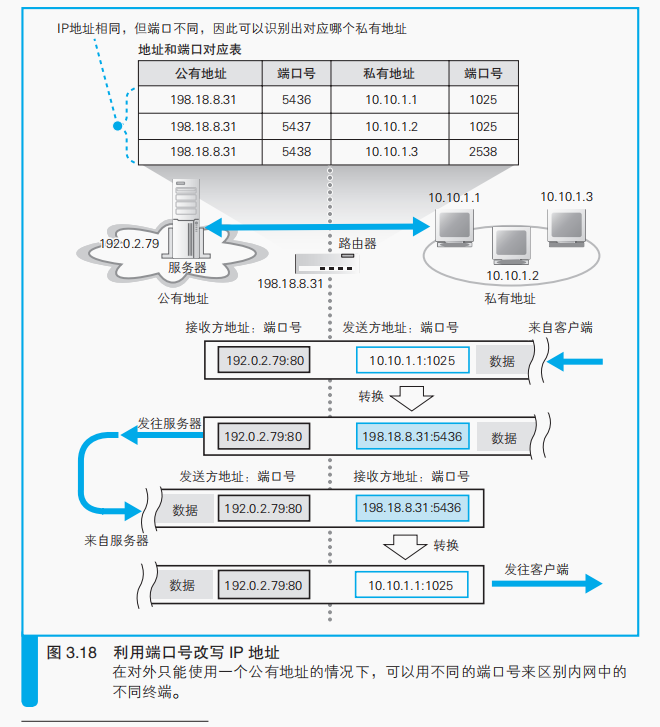 IP地址相同，但端口不同，因此可以识别出对应哪个私有地址
地址和端口对应表
公有地址 端口号 私有地址 端口号
198.18.8.31 5436 10.10.1.1 1025
198.18.8.31 5437 10.10.1.2 1025
198.18.8.31 5438 10.10.1.3 2538
10.10.1.1 10.10.1.3
192.0.2.79 路由器
服务器 10.10.1.2
198.18.8.31
公有地址 私有地址
接收方地址：端口号 发送方地址：端口号 来自客户端
192.0.2.79:80 10.10.1.1:1025 数据
转换
发往服务器
192.0.2.79:80 198.18.8.31:5436 数据
发送方地址：端口号 接收方地址：端口号
数据 192.0.2.79:80 198.18.8.31:5436
来自服务器 转换
发往客户端
数据 192.0.2.79:80 10.10.1.1:1025
图 3.18 利用端口号改写 IP 地址
在对外只能使用一个公有地址的情况下，可以用不同的端口号来区别内网中的
不同终端。